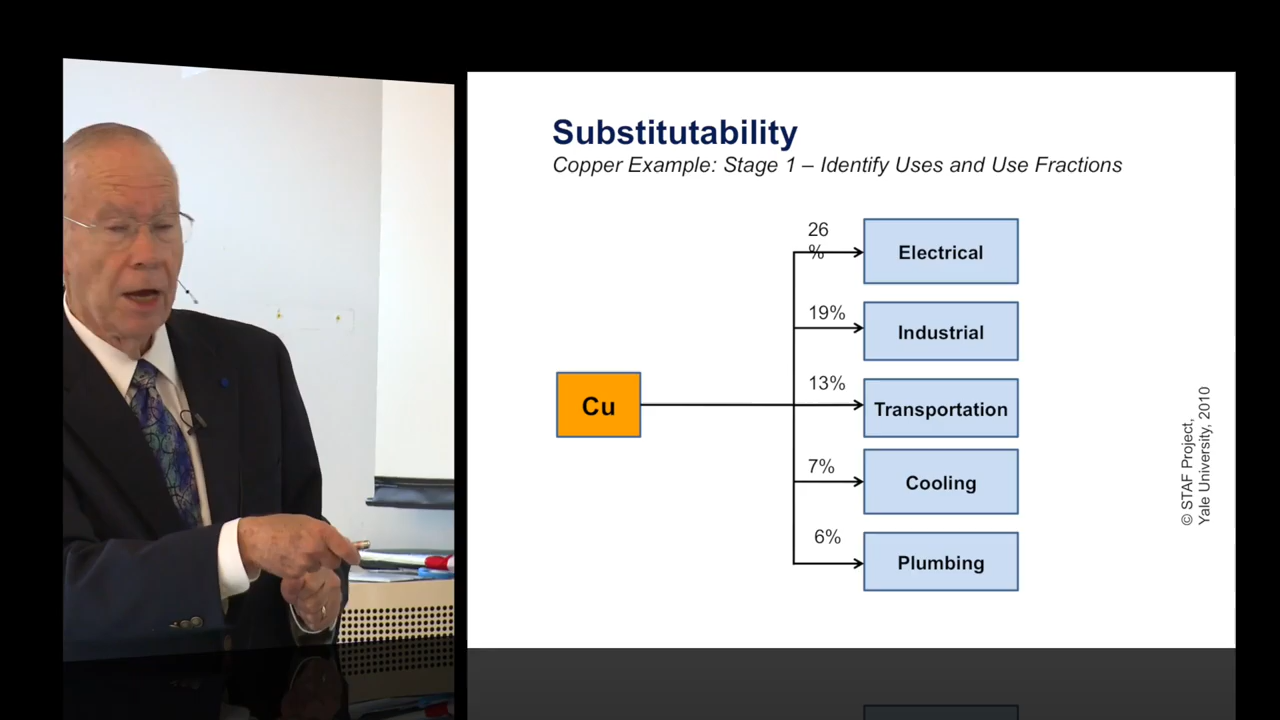 Substitutability
Copper Example: Stage 1 – Identify Uses and Use Fractions
26
%
Electrical
19%
Industrial
13%
Cu
Transportation
7%
Cooling
6%
Plumbing
© STAF Project,
Yale University, 2010